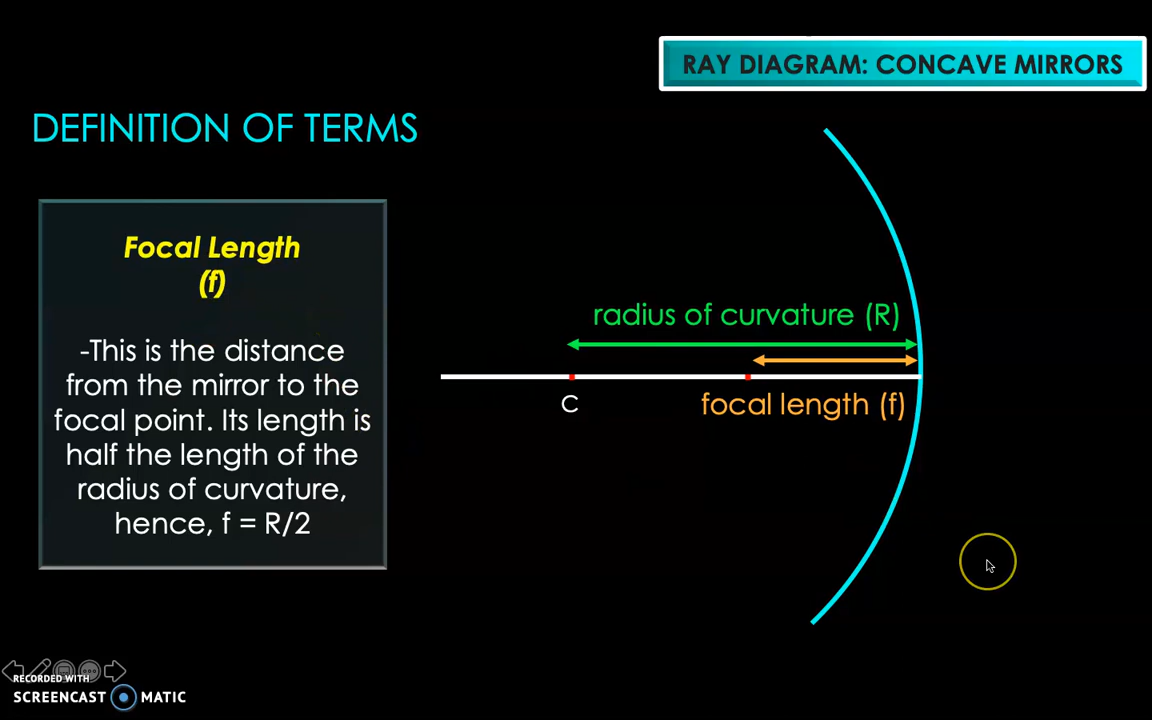 RAY DIAGRAM: CONCAVE MIRRORS
DEFINITION OF TERMS
Focal Length
(f)
-This is the distance
from the mirror to the
focal point. Its length is
half the length of the
radius of curvature,
hence, f = R/2
radius of curvature (R)
C
focal length (f)
RECORDED WITH
SCREENCAST MATIC